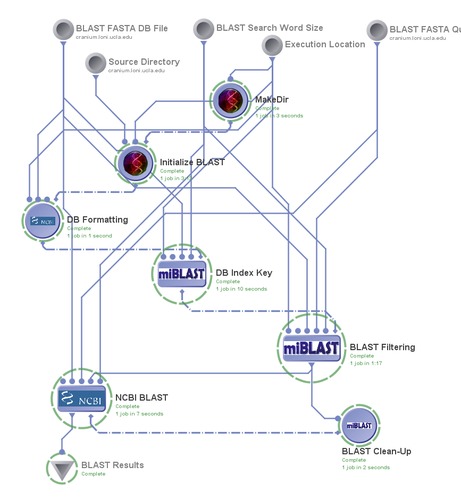 BLAST FASTA DB File
cranium.loni.ucla.edu
BLAST Search Word Size
BLAST FASTA Qu
cranium.loni.ucla.edu
Execution Location
Source Directory
cranium.loni.ucla.edu
MakeDir
Complete
1 job in 3 seconds
Initialize BLAST
Complete
1 job in
NCBI
DB Formatting
Complete
1 job in 1 second
miBLAST
DB Index Key
Complete
1 job in 10 seconds
miBLAST
BLAST Filtering
Complete
1 job in 1:17
NCBI
NCBI BLAST
Complete
1 job in 7 seconds
miBLAST
BLAST Clean-Up
Complete
1 job in 2 seconds
BLAST Results
Complete